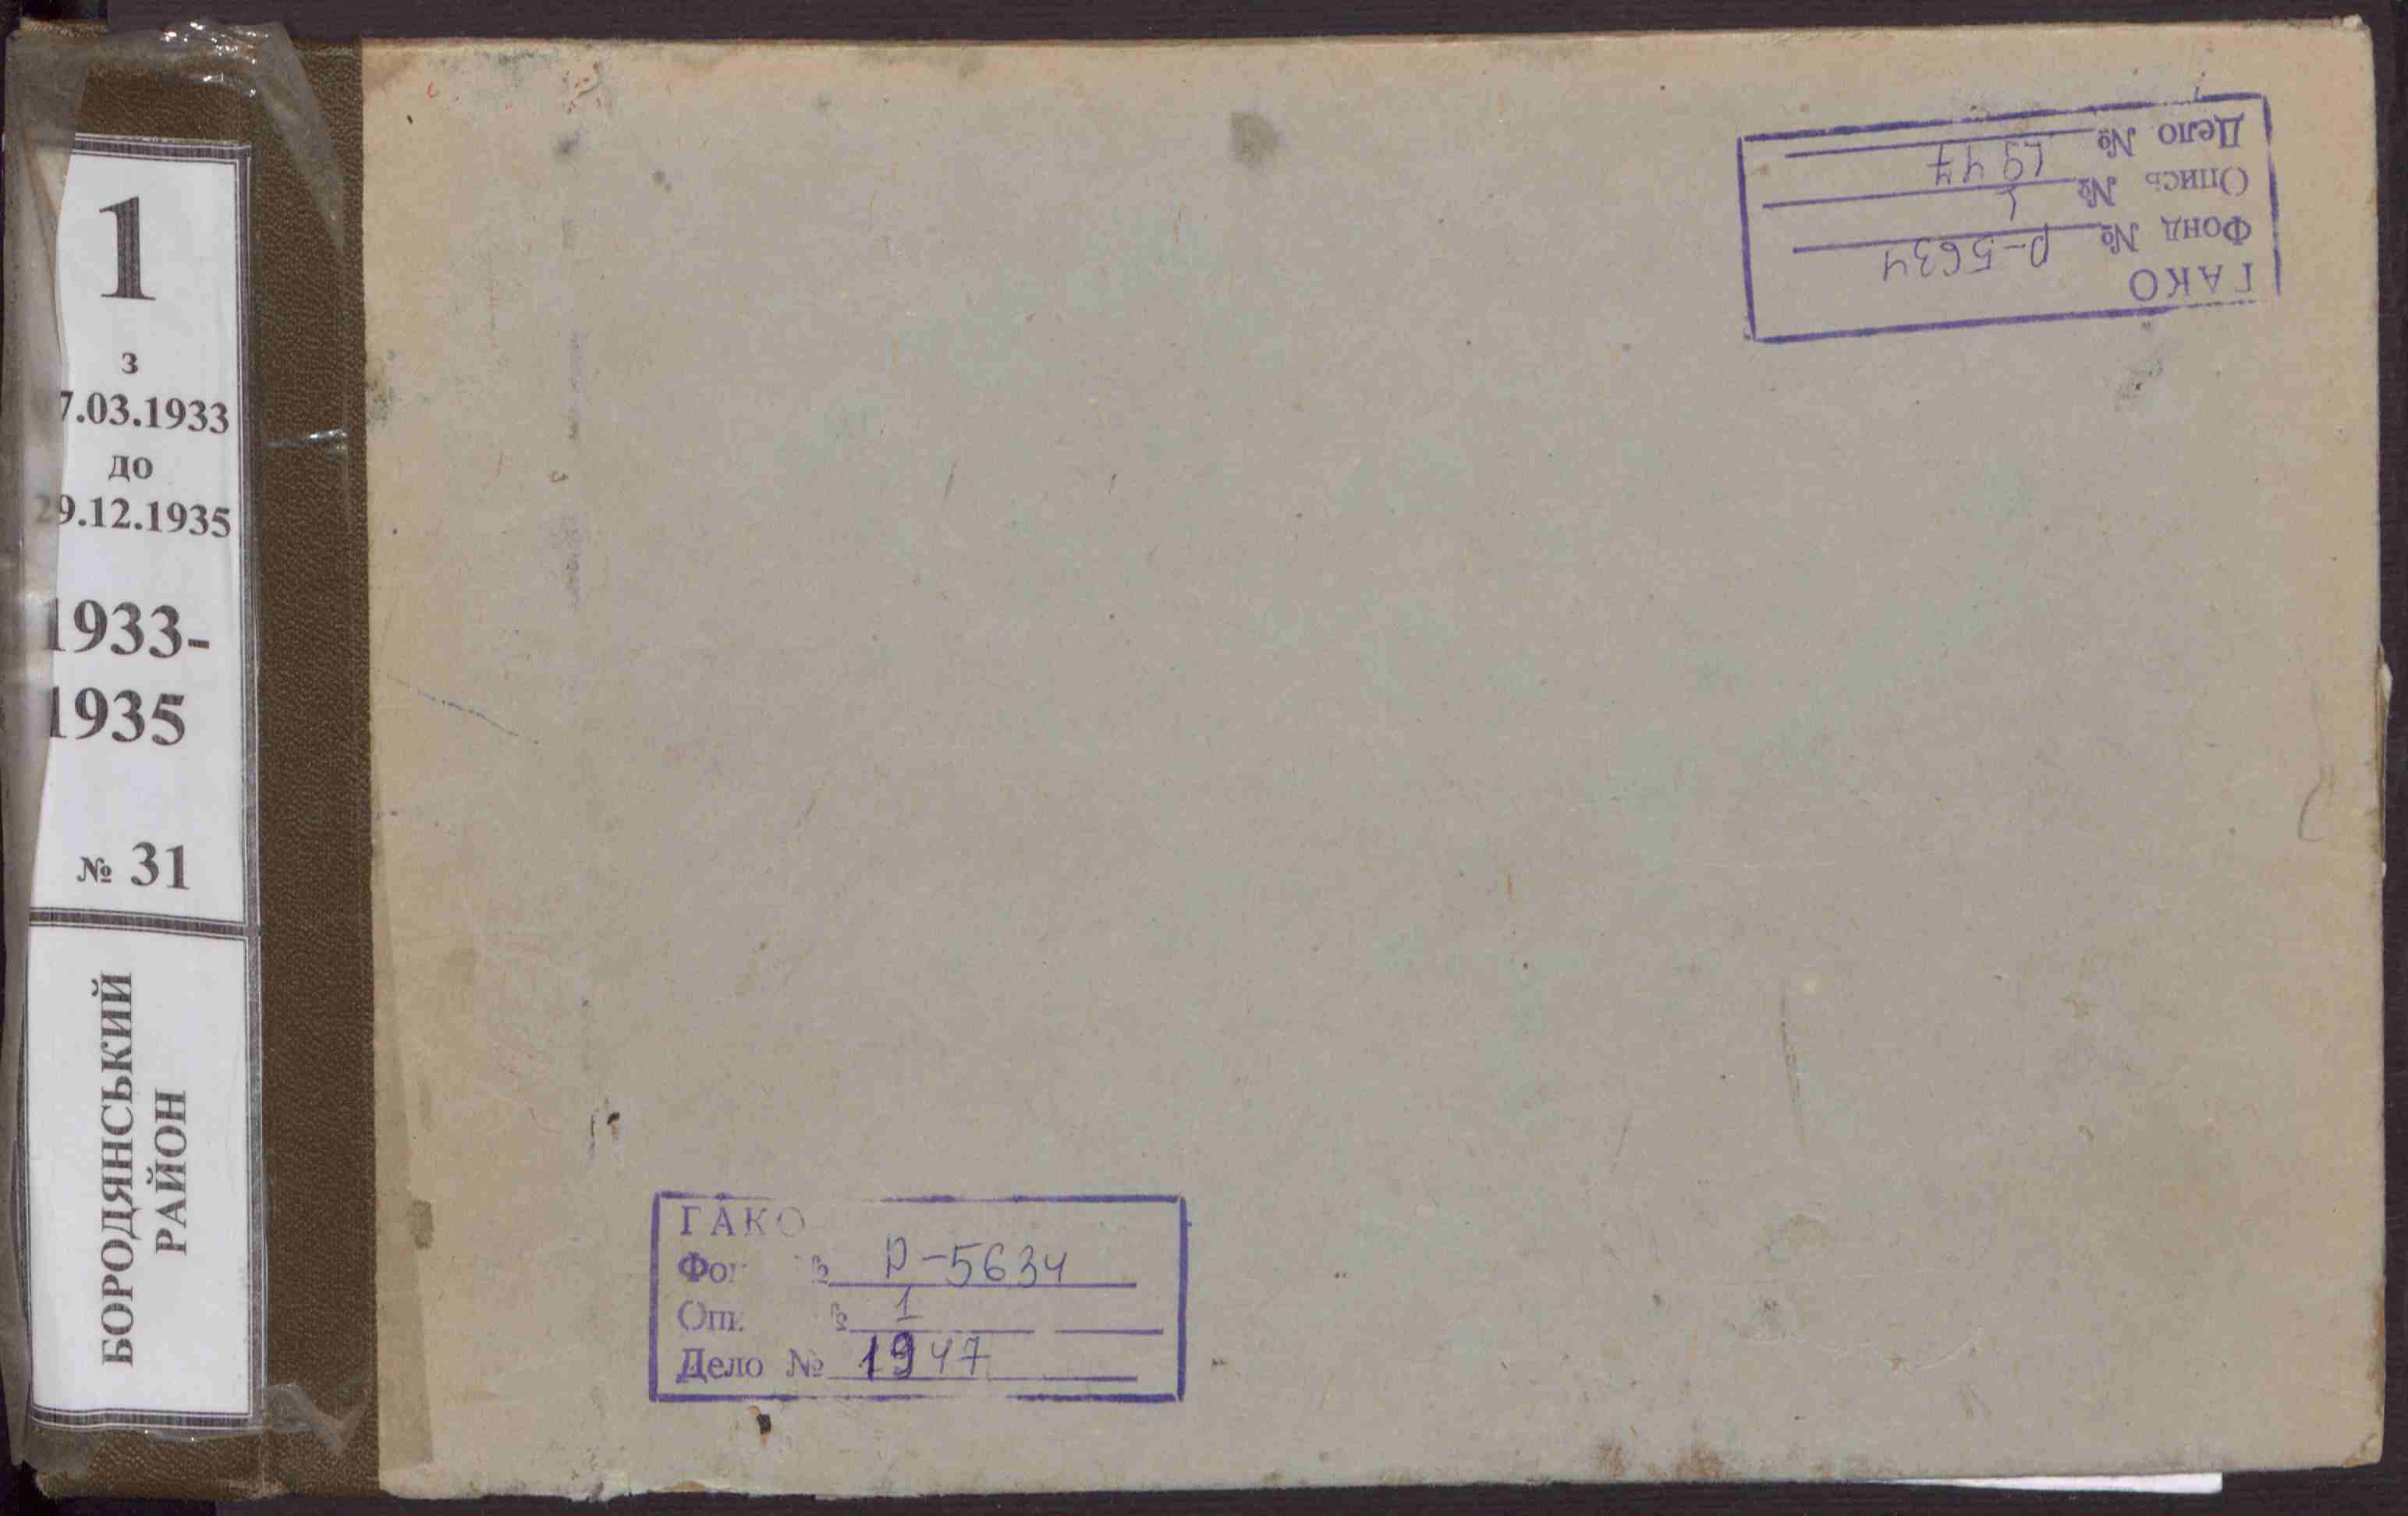 1
з
7.03.1933
до
29.12.1935
1933-
1935
№ 31
БОРОДЯНСЬКИЙ
РАЙОН
ГАКО
Фонд № Р-5634
Опись № 1
Дело № 1947
ГАКО
Р-5634
1
Дело № 1947